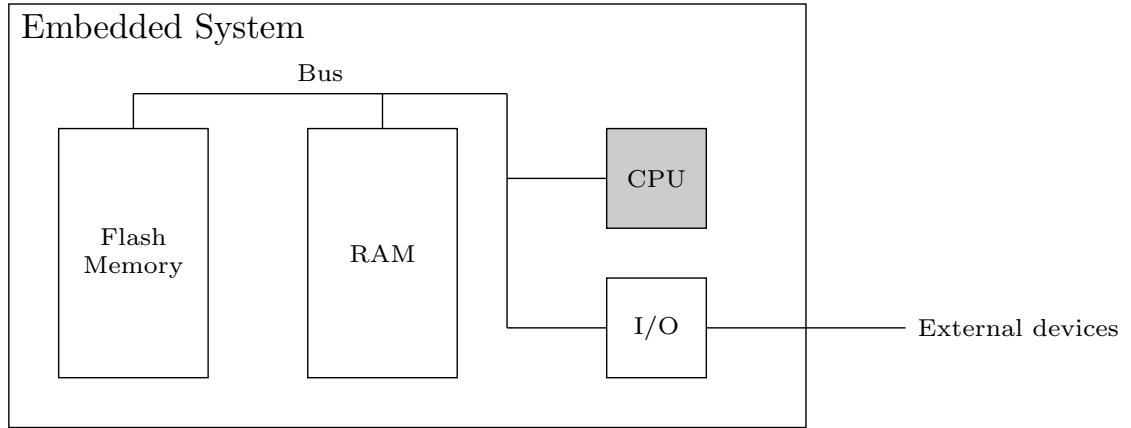 Embedded System
Bus
CPU
Flash
Memory
RAM
I/O
External devices